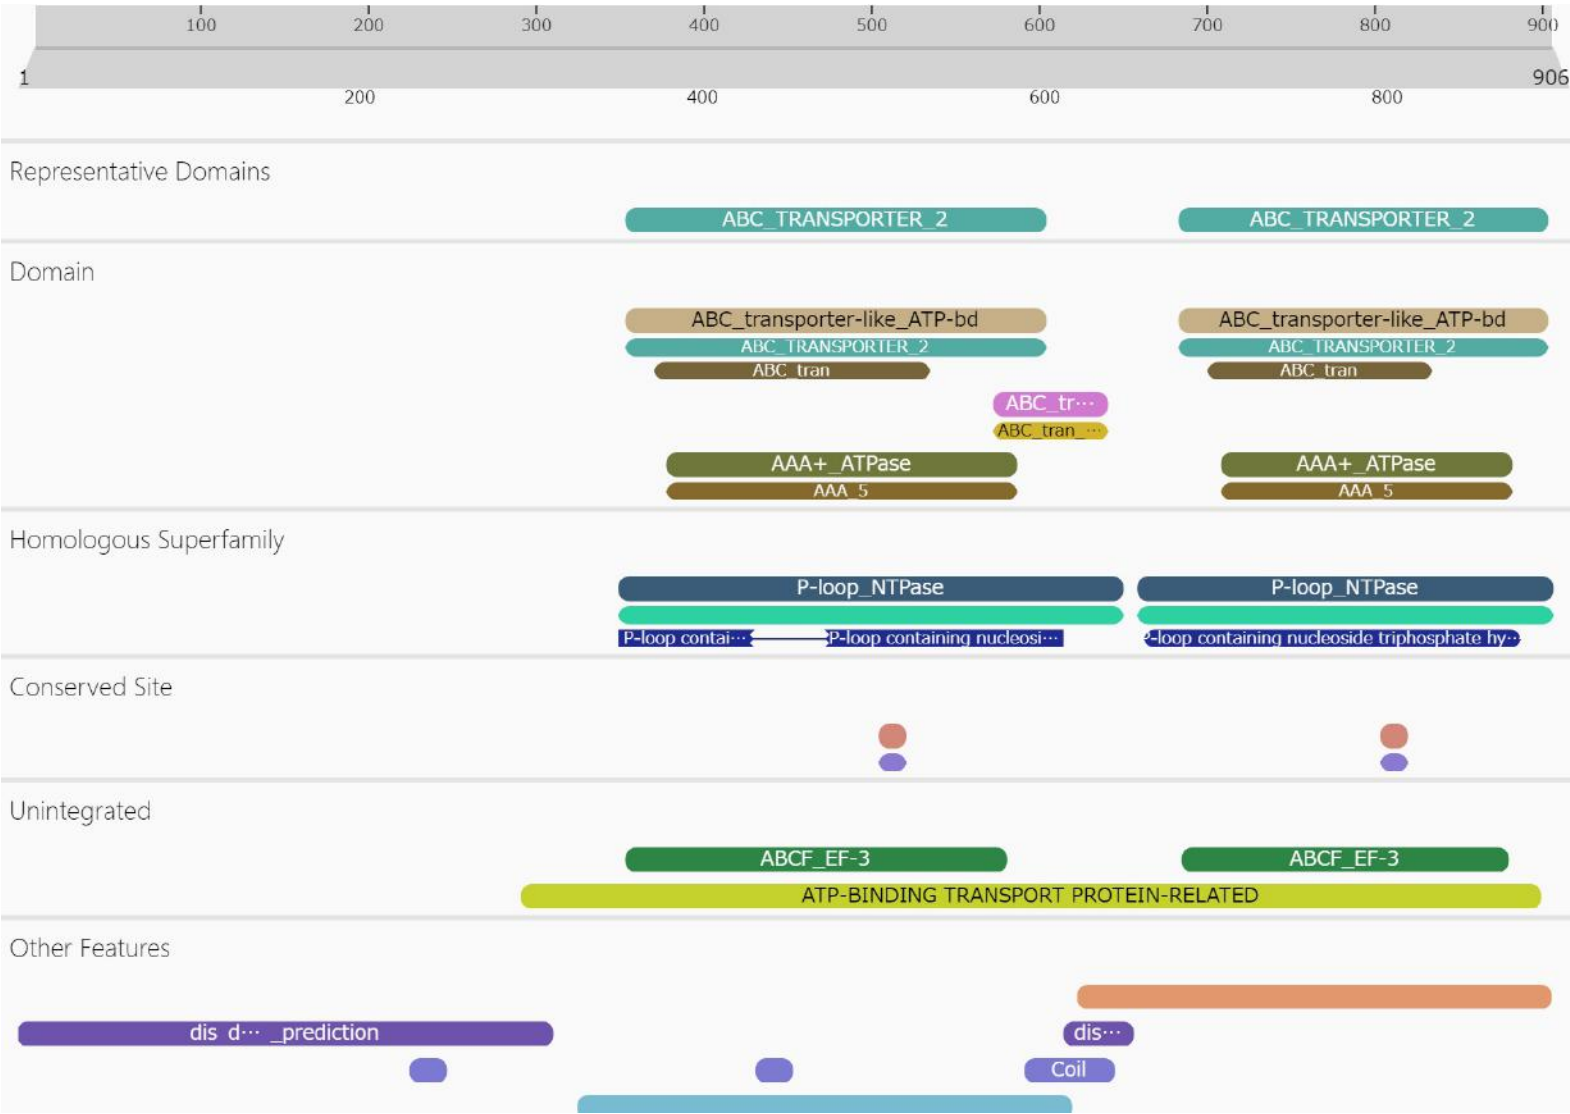 100 200 300 400 500 600 700 800 900
1 906
200 400 600 800
Representative Domains
ABC_TRANSPORTER_2 ABC_TRANSPORTER_2
Domain
ABC_transporter-like_ATP-bd ABC_transporter-like_ATP-bd
ABC_TRANSPORTER_2 ABC_TRANSPORTER_2
ABC_tran ABC_tran
ABC_tr···
ABC_tran_···
AAA+_ATPase AAA+_ATPase
AAA_5 AAA_5
Homologous Superfamily
P-loop_NTPase P-loop_NTPase
P-loop contai··· P-loop containing nucleosi··· P-loop containing nucleoside triphosphate hy···
Conserved Site
Unintegrated
ABCF_EF-3 ABCF_EF-3
ATP-BINDING TRANSPORT PROTEIN-RELATED
Other Features
dis d··· _prediction dis···
Coil